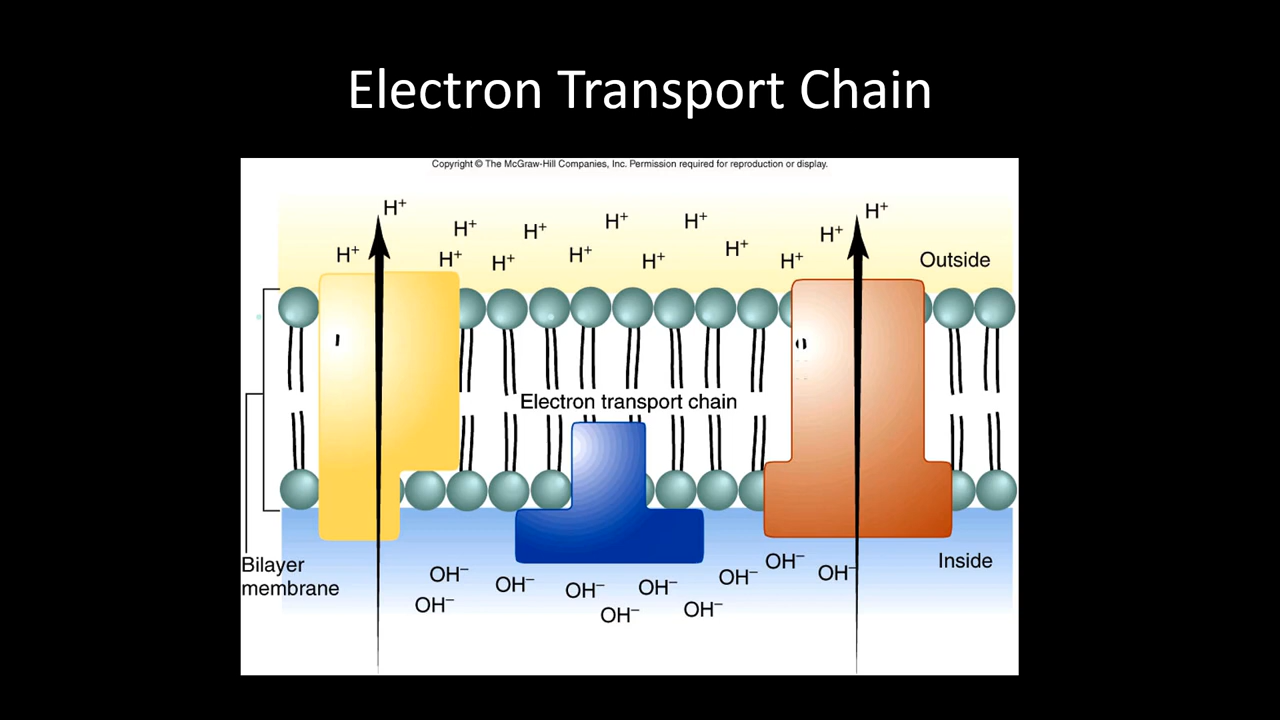 Electron Transport Chain
Copyright © The McGraw-Hill Companies, Inc. Permission required for reproduction or display.
H⁺ H⁺
H⁺ H⁺ H⁺ H⁺ H⁺
H⁺ H⁺ H⁺ H⁺ H⁺ H⁺ H⁺
Outside
Electron transport chain
Inside
Bilayer
membrane
OH⁻ OH⁻ OH⁻ OH⁻ OH⁻ OH⁻ OH⁻
OH⁻ OH⁻ OH⁻